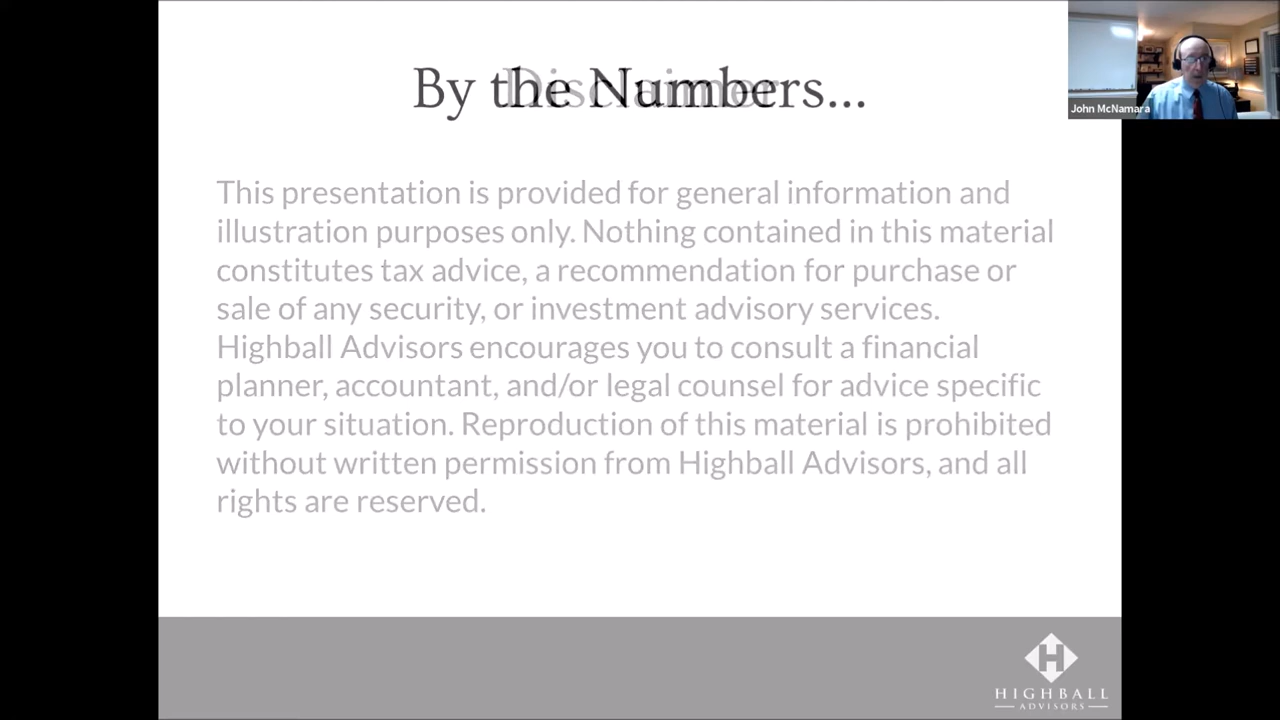 By the Numbers...
Disclaimer
John McNamara
This presentation is provided for general information and
illustration purposes only. Nothing contained in this material
constitutes tax advice, a recommendation for purchase or
sale of any security, or investment advisory services.
Highball Advisors encourages you to consult a financial
planner, accountant, and/or legal counsel for advice specific
to your situation. Reproduction of this material is prohibited
without written permission from Highball Advisors, and all
rights are reserved.
H
HIGHBALL
ADVISORS